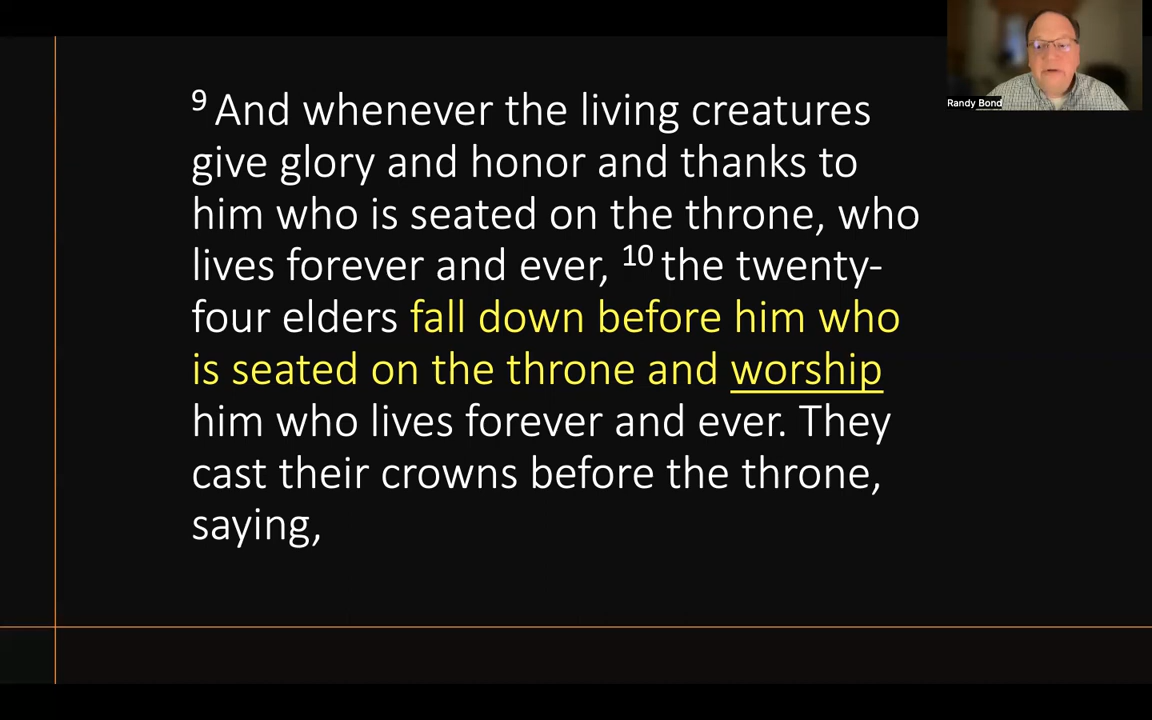 Randy Bond
9 And whenever the living creatures
give glory and honor and thanks to
him who is seated on the throne, who
lives forever and ever, 10 the twenty-
four elders fall down before him who
is seated on the throne and worship
him who lives forever and ever. They
cast their crowns before the throne,
saying,